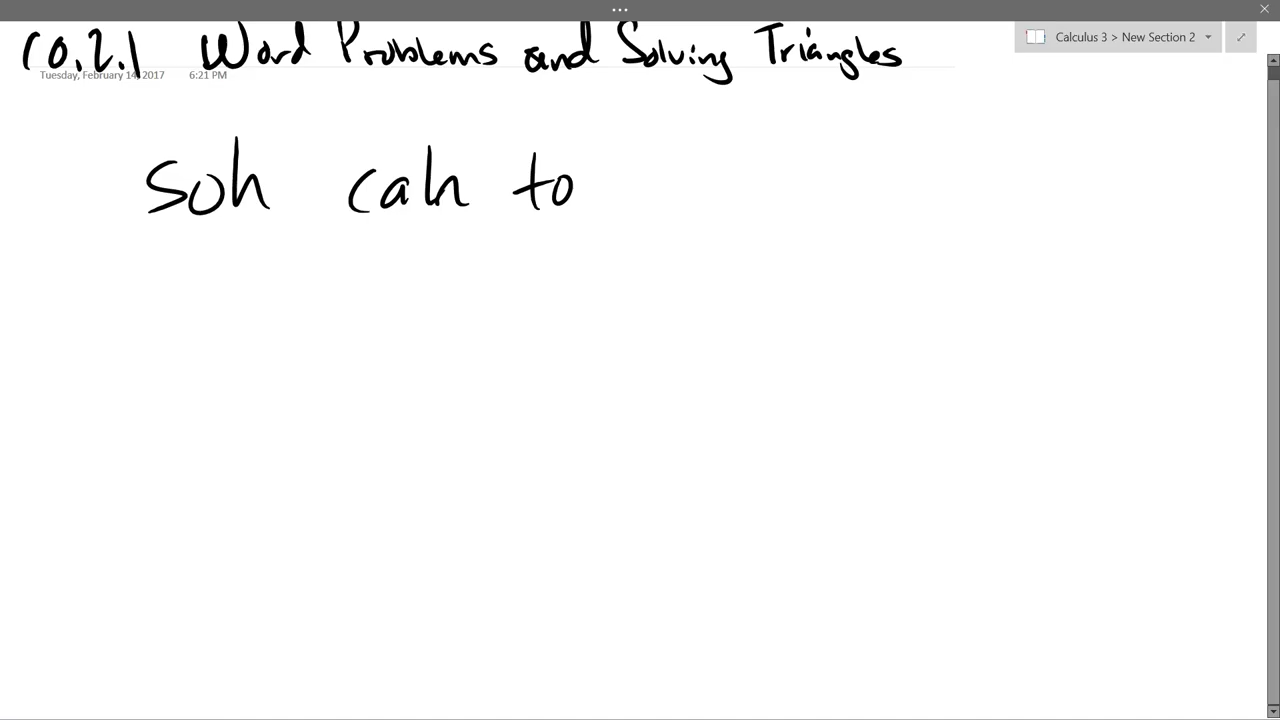 10.2.1 Word Problems and Solving Triangles
Calculus 3 > New Section 2
Tuesday, February 14, 2017 6:21 PM
soh cah to